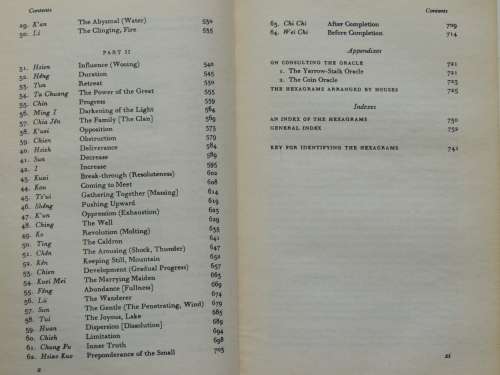 Contents
29. K'an The Abysmal (Water) 530
30. Li The Clinging, Fire 535
PART II
31. Hsien Influence (Wooing) 540
32. Hêng Duration 545
33. Tun Retreat 550
34. Ta Chuang The Power of the Great 555
35. Chin Progress 559
36. Ming I Darkening of the Light 564
37. Chia Jên The Family [The Clan] 569
38. K'uei Opposition 573
39. Chien Obstruction 579
40. Hsieh Deliverance 584
41. Sun Decrease 589
42. I Increase 595
43. Kuai Break-through (Resoluteness) 602
44. Kou Coming to Meet 608
45. Ts'ui Gathering Together [Massing] 614
46. Shêng Pushing Upward 619
47. K'un Oppression (Exhaustion) 623
48. Ching The Well 629
49. Ko Revolution (Molting) 635
50. Ting The Caldron 641
51. Chên The Arousing (Shock, Thunder) 647
52. Kên Keeping Still, Mountain 652
53. Chien Development (Gradual Progress) 657
54. Kuei Mei The Marrying Maiden 663
55. Fêng Abundance [Fullness] 669
56. Lü The Wanderer 675
57. Sun The Gentle (The Penetrating, Wind) 679
58. Tui The Joyous, Lake 685
59. Huan Dispersion [Dissolution] 689
60. Chieh Limitation 694
61. Chung Fu Inner Truth 698
62. Hsiao Kuo Preponderance of the Small 703
x
Contents
63. Chi Chi After Completion 709
64. Wei Chi Before Completion 714
Appendixes
ON CONSULTING THE ORACLE 721
1. The Yarrow-Stalk Oracle 721
2. The Coin Oracle 723
THE HEXAGRAMS ARRANGED BY HOUSES 725
Indexes
AN INDEX OF THE HEXAGRAMS 730
GENERAL INDEX 732
KEY FOR IDENTIFYING THE HEXAGRAMS 741
xi